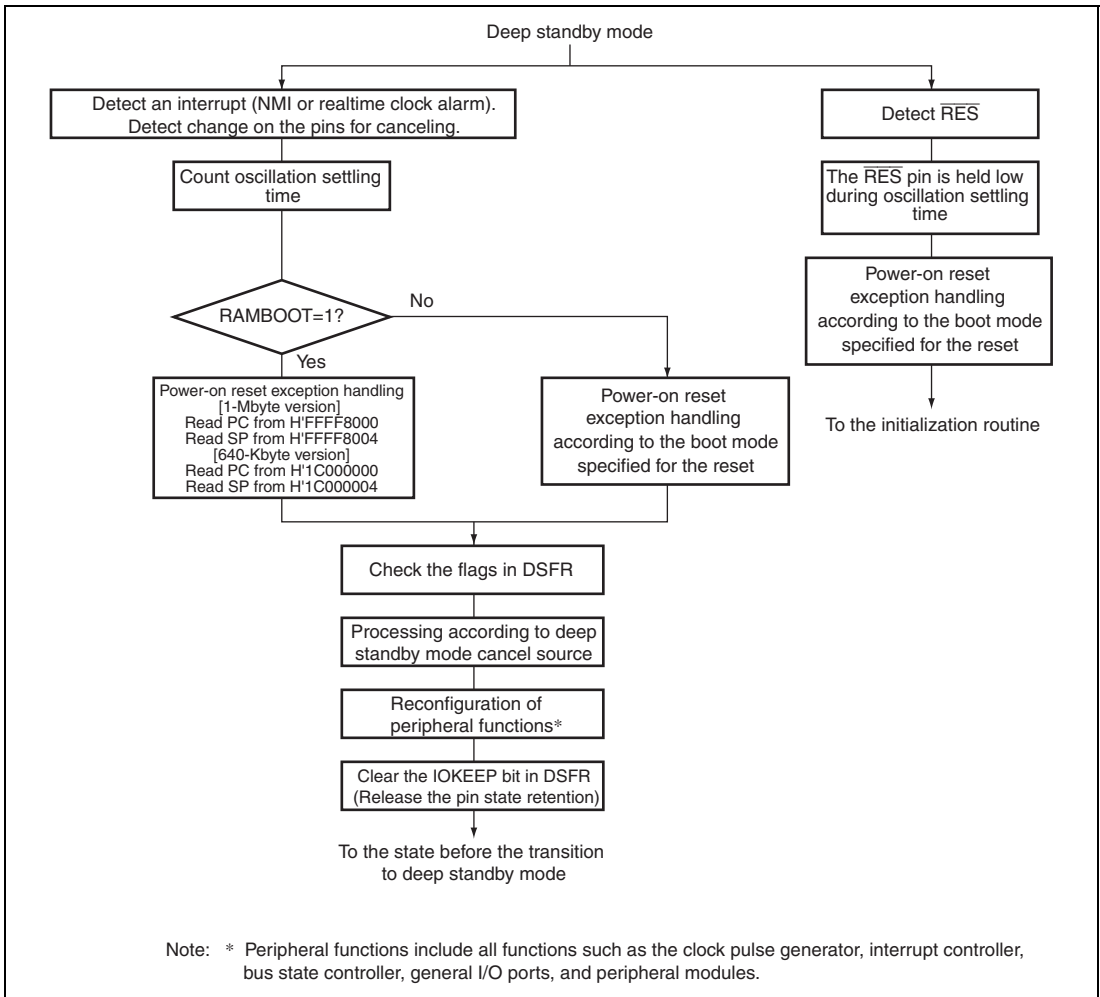 Deep standby mode
Detect an interrupt (NMI or realtime clock alarm).
Detect change on the pins for canceling.
Count oscillation settling
time
RAMBOOT=1?
No
Yes
Power-on reset exception handling
[1-Mbyte version]
Read PC from H'FFFF8000
Read SP from H'FFFF8004
[640-Kbyte version]
Read PC from H'1C000000
Read SP from H'1C000004
Power-on reset
exception handling
according to the boot mode
specified for the reset
Detect R̅E̅S̅
The R̅E̅S̅ pin is held low
during oscillation settling
time
Power-on reset
exception handling
according to the boot mode
specified for the reset
To the initialization routine
Check the flags in DSFR
Processing according to deep
standby mode cancel source
Reconfiguration of
peripheral functions*
Clear the IOKEEP bit in DSFR
(Release the pin state retention)
To the state before the transition
to deep standby mode
Note: * Peripheral functions include all functions such as the clock pulse generator, interrupt controller,
bus state controller, general I/O ports, and peripheral modules.